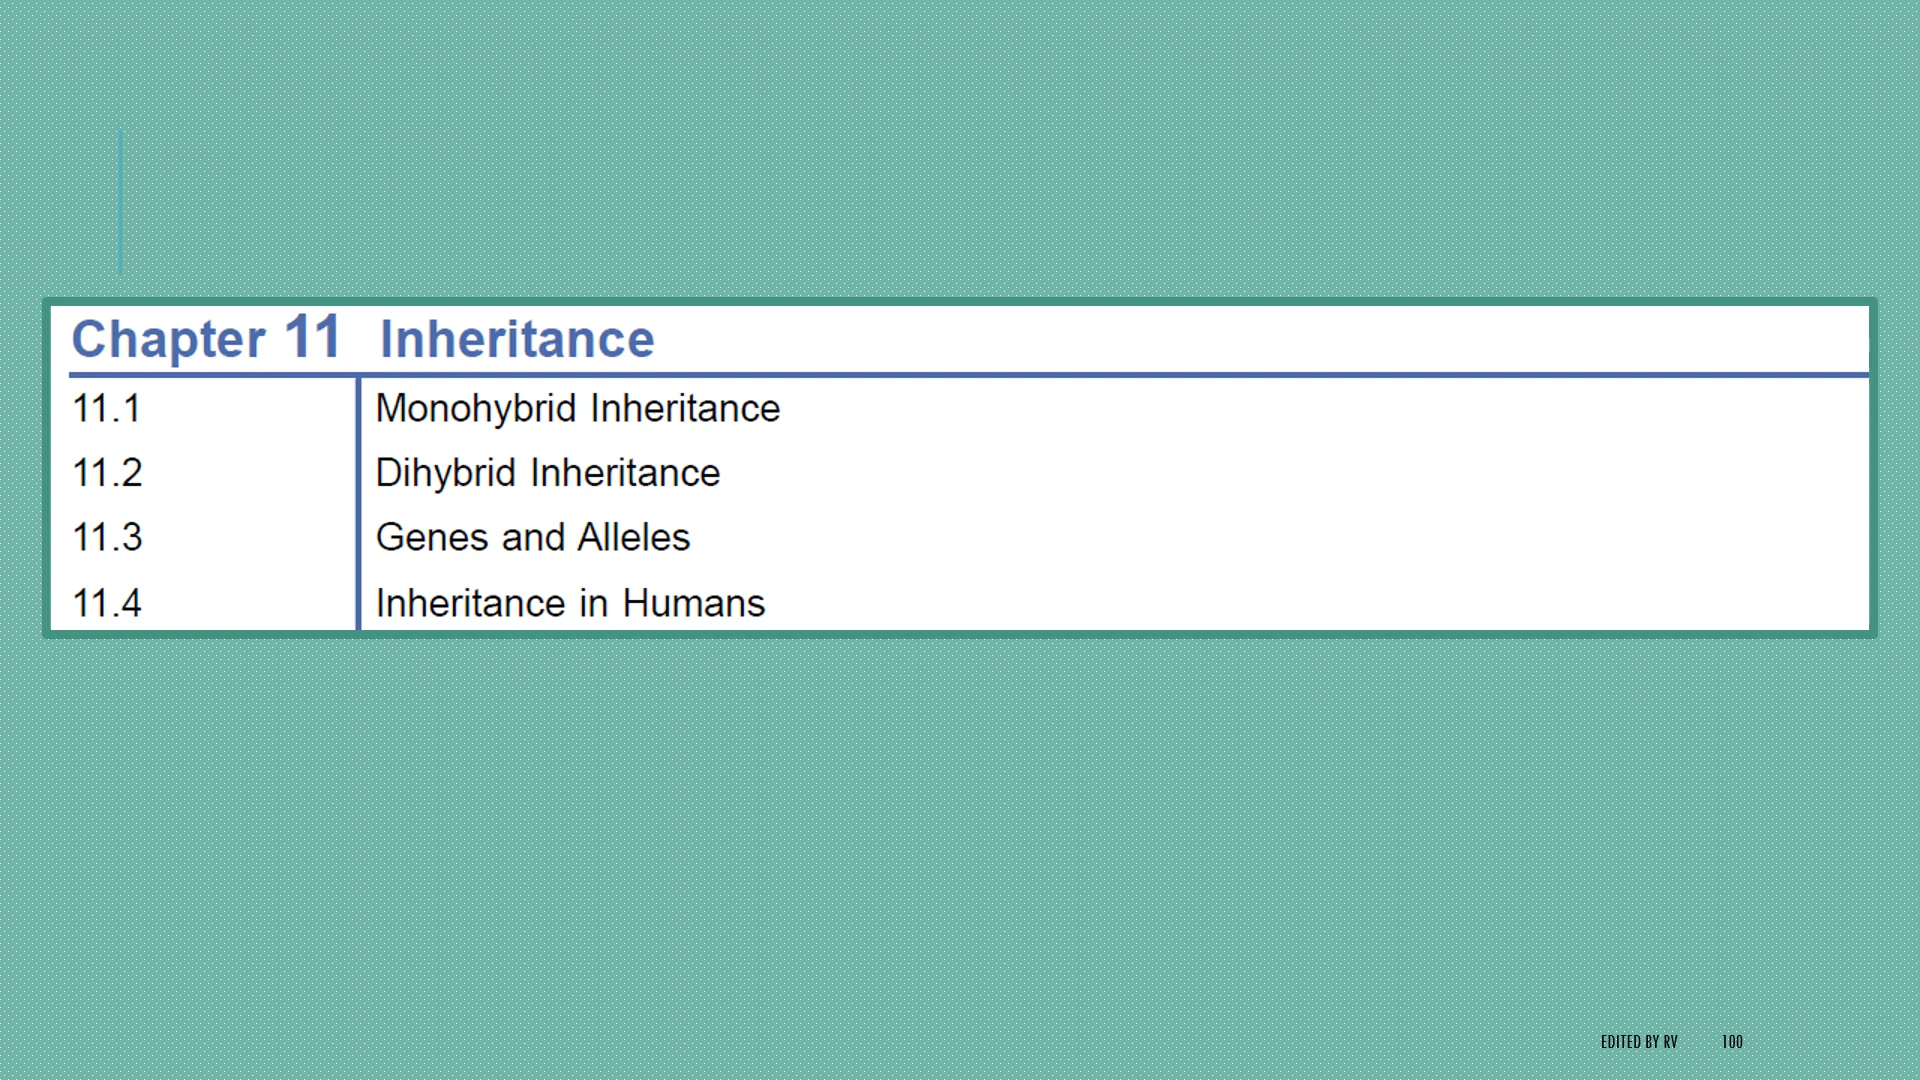 Chapter 11 Inheritance
11.1 Monohybrid Inheritance
11.2 Dihybrid Inheritance
11.3 Genes and Alleles
11.4 Inheritance in Humans
EDITED BY RV 100